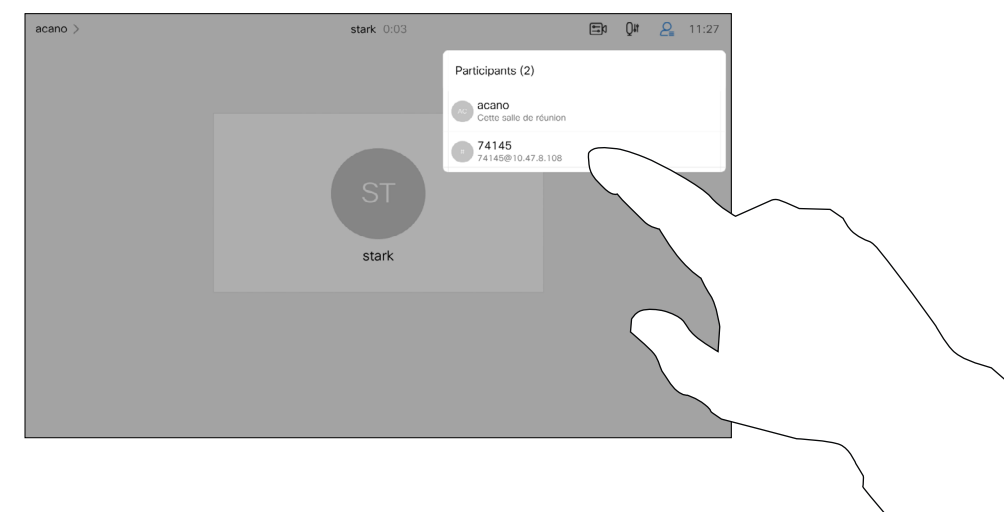 acano >
stark 0:03
11:27
Participants (2)
AC
acano
Cette salle de réunion
74145
74145@10.47.8.108
ST
stark